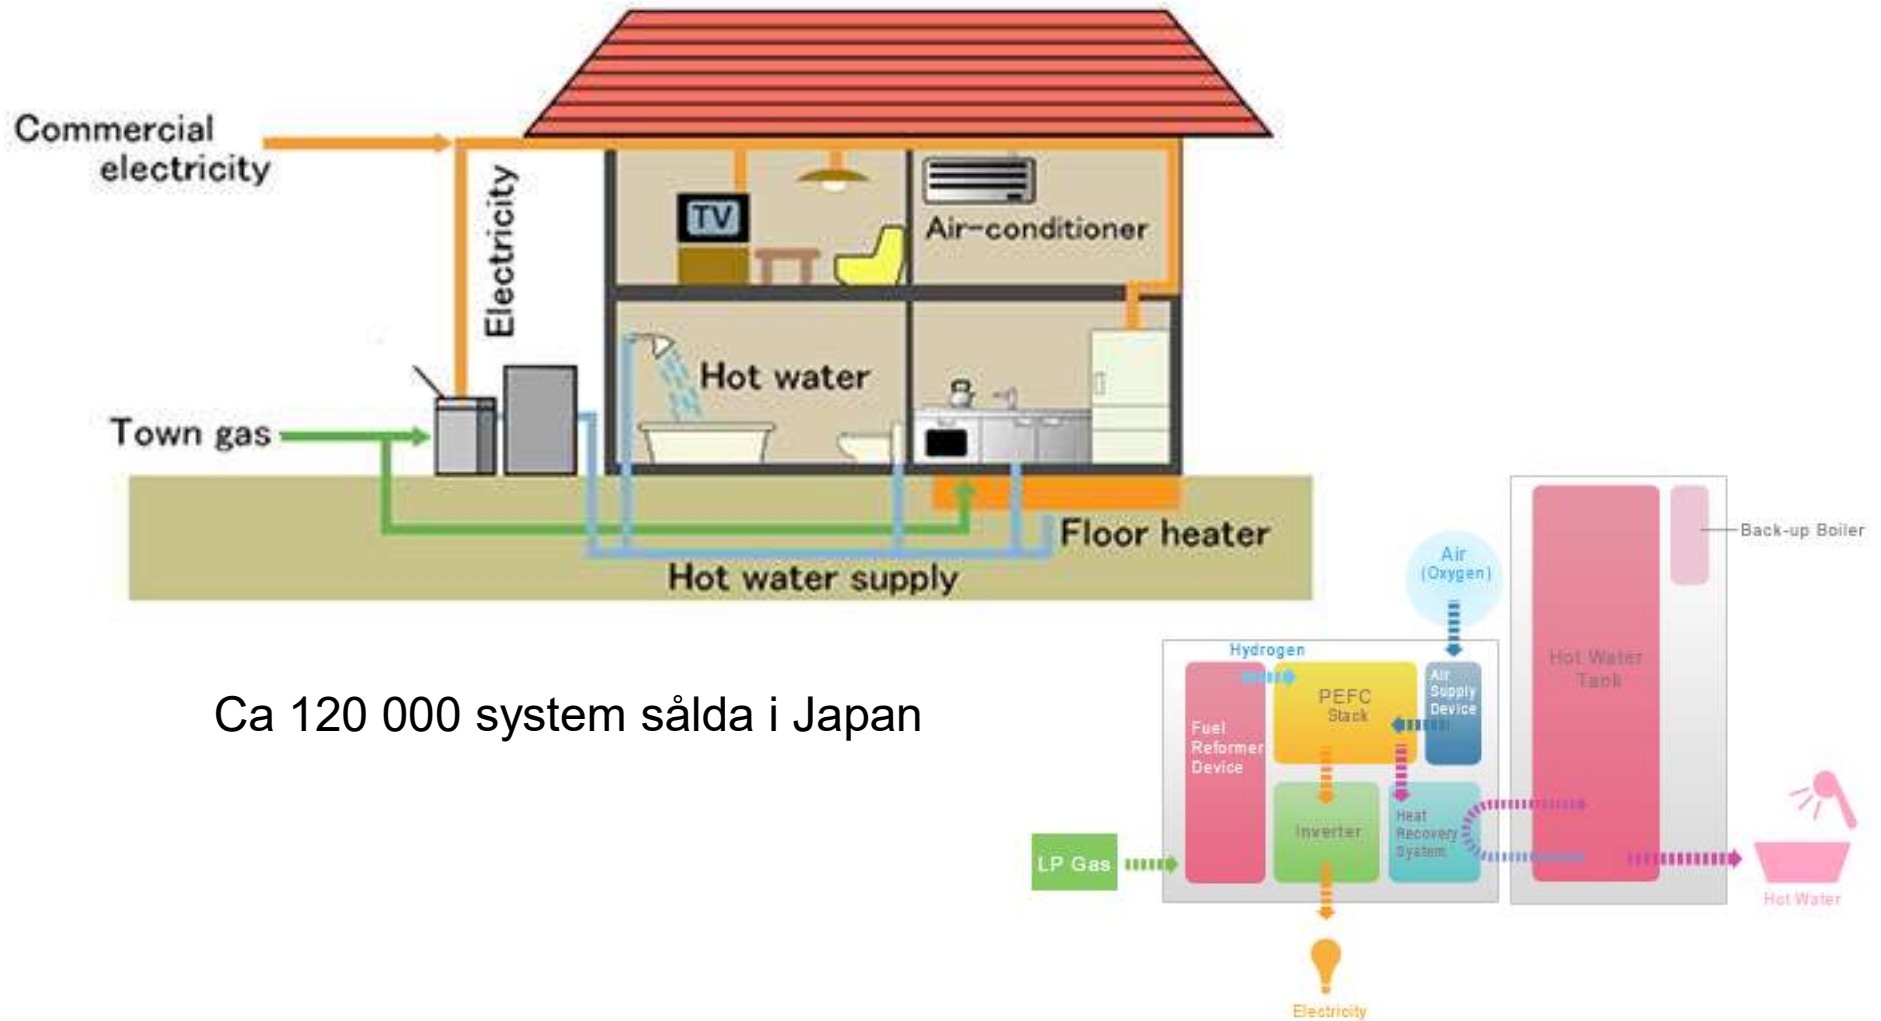 Commercial
electricity
Electricity
TV
Air-conditioner
Hot water
Town gas
Floor heater
Hot water supply
Ca 120 000 system sålda i Japan
Back-up Boiler
Air
(Oxygen)
Hydrogen
Hot Water
Tank
PEFC
Stack
Air
Supply
Device
Fuel
Reformer
Device
Inverter
Heat
Recovery
System
LP Gas
Hot Water
Electricity